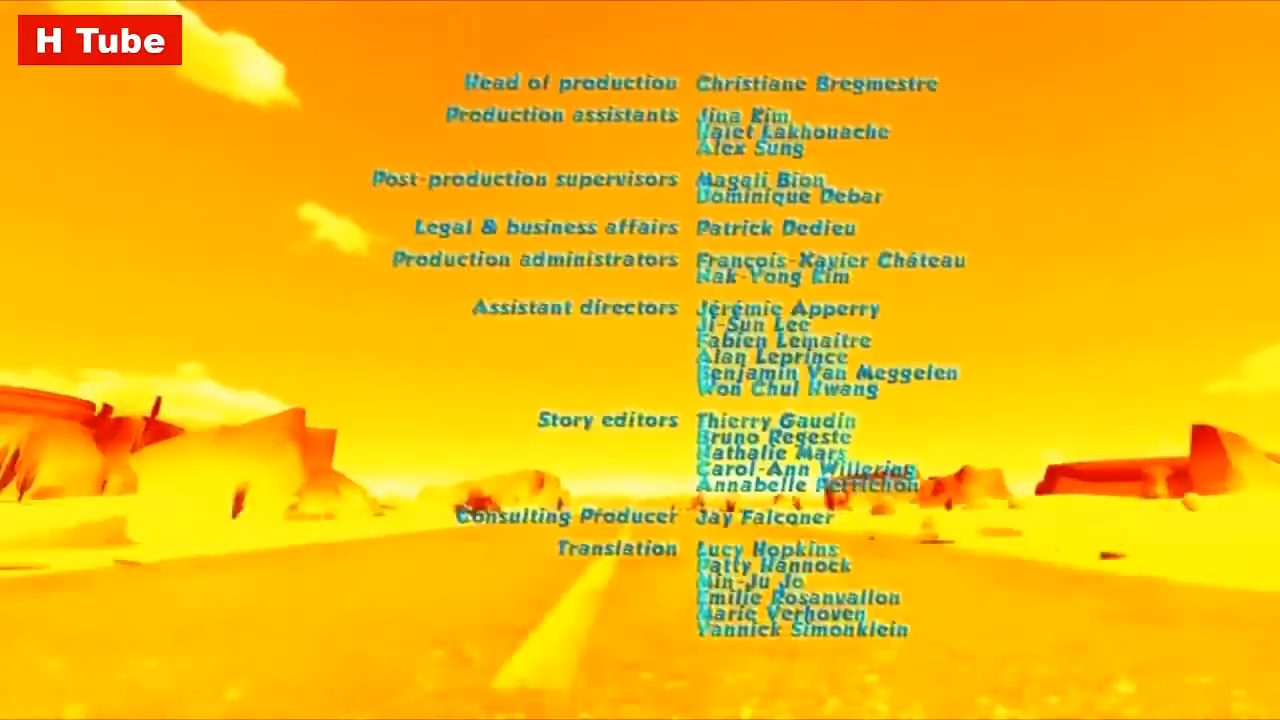 H Tube
Head of production Christiane Bregmestre
Production assistants Jina Kim
Hajet Lakhouache
Alex Sung
Post-production supervisors Magali Bion
Dominique Debar
Legal & business affairs Patrick Dedieu
Production administrators François-Xavier Château
Hak-Yong Kim
Assistant directors Jérémie Apperry
Ji-Sun Lee
Fabien Lemaitre
Alan Leprince
Benjamin Van Meggelen
Won Chul Hwang
Story editors Thierry Gaudin
Bruno Regeste
Nathalie Mars
Carol-Ann Willering
Annabelle Perrichon
Consulting Producer Jay Falconer
Translation Lucy Hopkins
Patty Hannock
Min-Ju Jo
Emilie Rosanvallon
Marie Verhoven
Yannick Simonklein